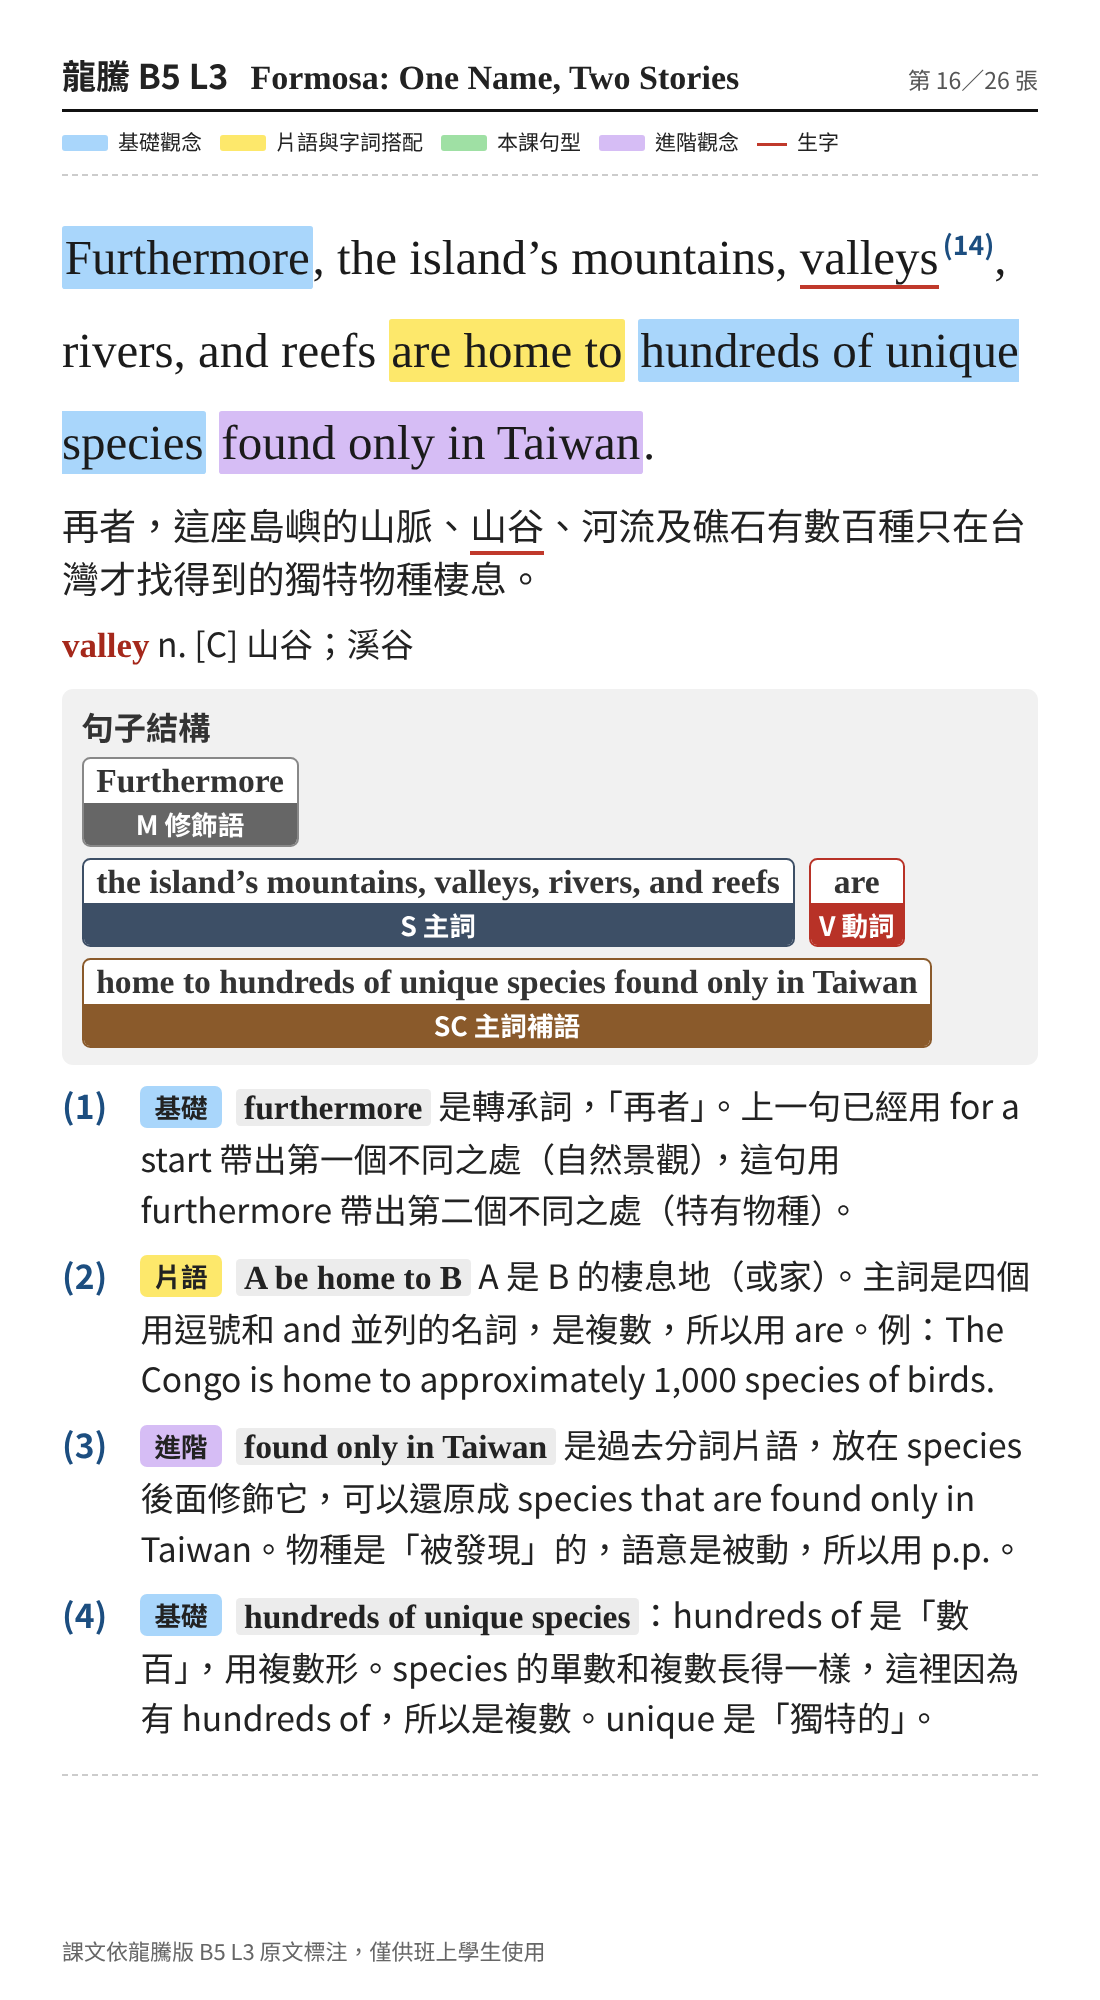 龍騰 B5 L3 Formosa: One Name, Two Stories 第 16／26 張
基礎觀念 片語與字詞搭配 本課句型 進階觀念 生字
Furthermore, the island’s mountains, valleys(14),
rivers, and reefs are home to hundreds of unique
species found only in Taiwan.
再者，這座島嶼的山脈、山谷、河流及礁石有數百種只在台
灣才找得到的獨特物種棲息。
valley n. [C] 山谷；溪谷
句子結構
Furthermore
M 修飾語
the island’s mountains, valleys, rivers, and reefs are
S 主詞 V 動詞
home to hundreds of unique species found only in Taiwan
SC 主詞補語
(1) 基礎 furthermore 是轉承詞，「再者」。上一句已經用 for a
start 帶出第一個不同之處（自然景觀），這句用
furthermore 帶出第二個不同之處（特有物種）。
(2) 片語 A be home to B A 是 B 的棲息地（或家）。主詞是四個
用逗號和 and 並列的名詞，是複數，所以用 are。例：The
Congo is home to approximately 1,000 species of birds.
(3) 進階 found only in Taiwan 是過去分詞片語，放在 species
後面修飾它，可以還原成 species that are found only in
Taiwan。物種是「被發現」的，語意是被動，所以用 p.p.。
(4) 基礎 hundreds of unique species：hundreds of 是「數
百」，用複數形。species 的單數和複數長得一樣，這裡因為
有 hundreds of，所以是複數。unique 是「獨特的」。
課文依龍騰版 B5 L3 原文標注，僅供班上學生使用